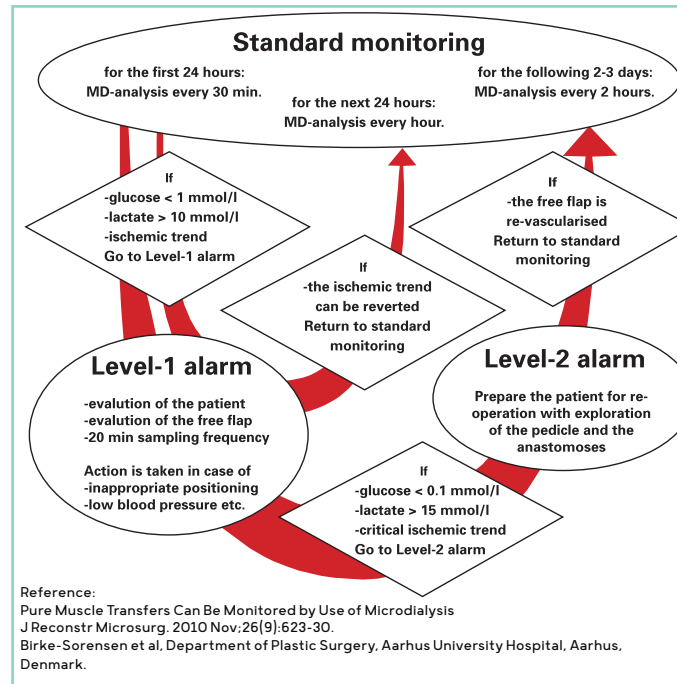 Standard monitoring
for the first 24 hours:
MD-analysis every 30 min.
for the next 24 hours:
MD-analysis every hour.
for the following 2-3 days:
MD-analysis every 2 hours.
If
-glucose < 1 mmol/l
-lactate > 10 mmol/l
-ischemic trend
Go to Level-1 alarm
If
-the ischemic trend
can be reverted
Return to standard
monitoring
If
-the free flap is
re-vascularised
Return to standard
monitoring
Level-1 alarm
-evalution of the patient
-evalution of the free flap
-20 min sampling frequency
Action is taken in case of
-inappropriate positioning
-low blood pressure etc.
Level-2 alarm
Prepare the patient for re-
operation with exploration
of the pedicle and the
anastomoses
If
-glucose < 0.1 mmol/l
-lactate > 15 mmol/l
-critical ischemic trend
Go to Level-2 alarm
Reference:
Pure Muscle Transfers Can Be Monitored by Use of Microdialysis
J Reconstr Microsurg. 2010 Nov;26(9):623-30.
Birke-Sorensen et al, Department of Plastic Surgery, Aarhus University Hospital, Aarhus,
Denmark.